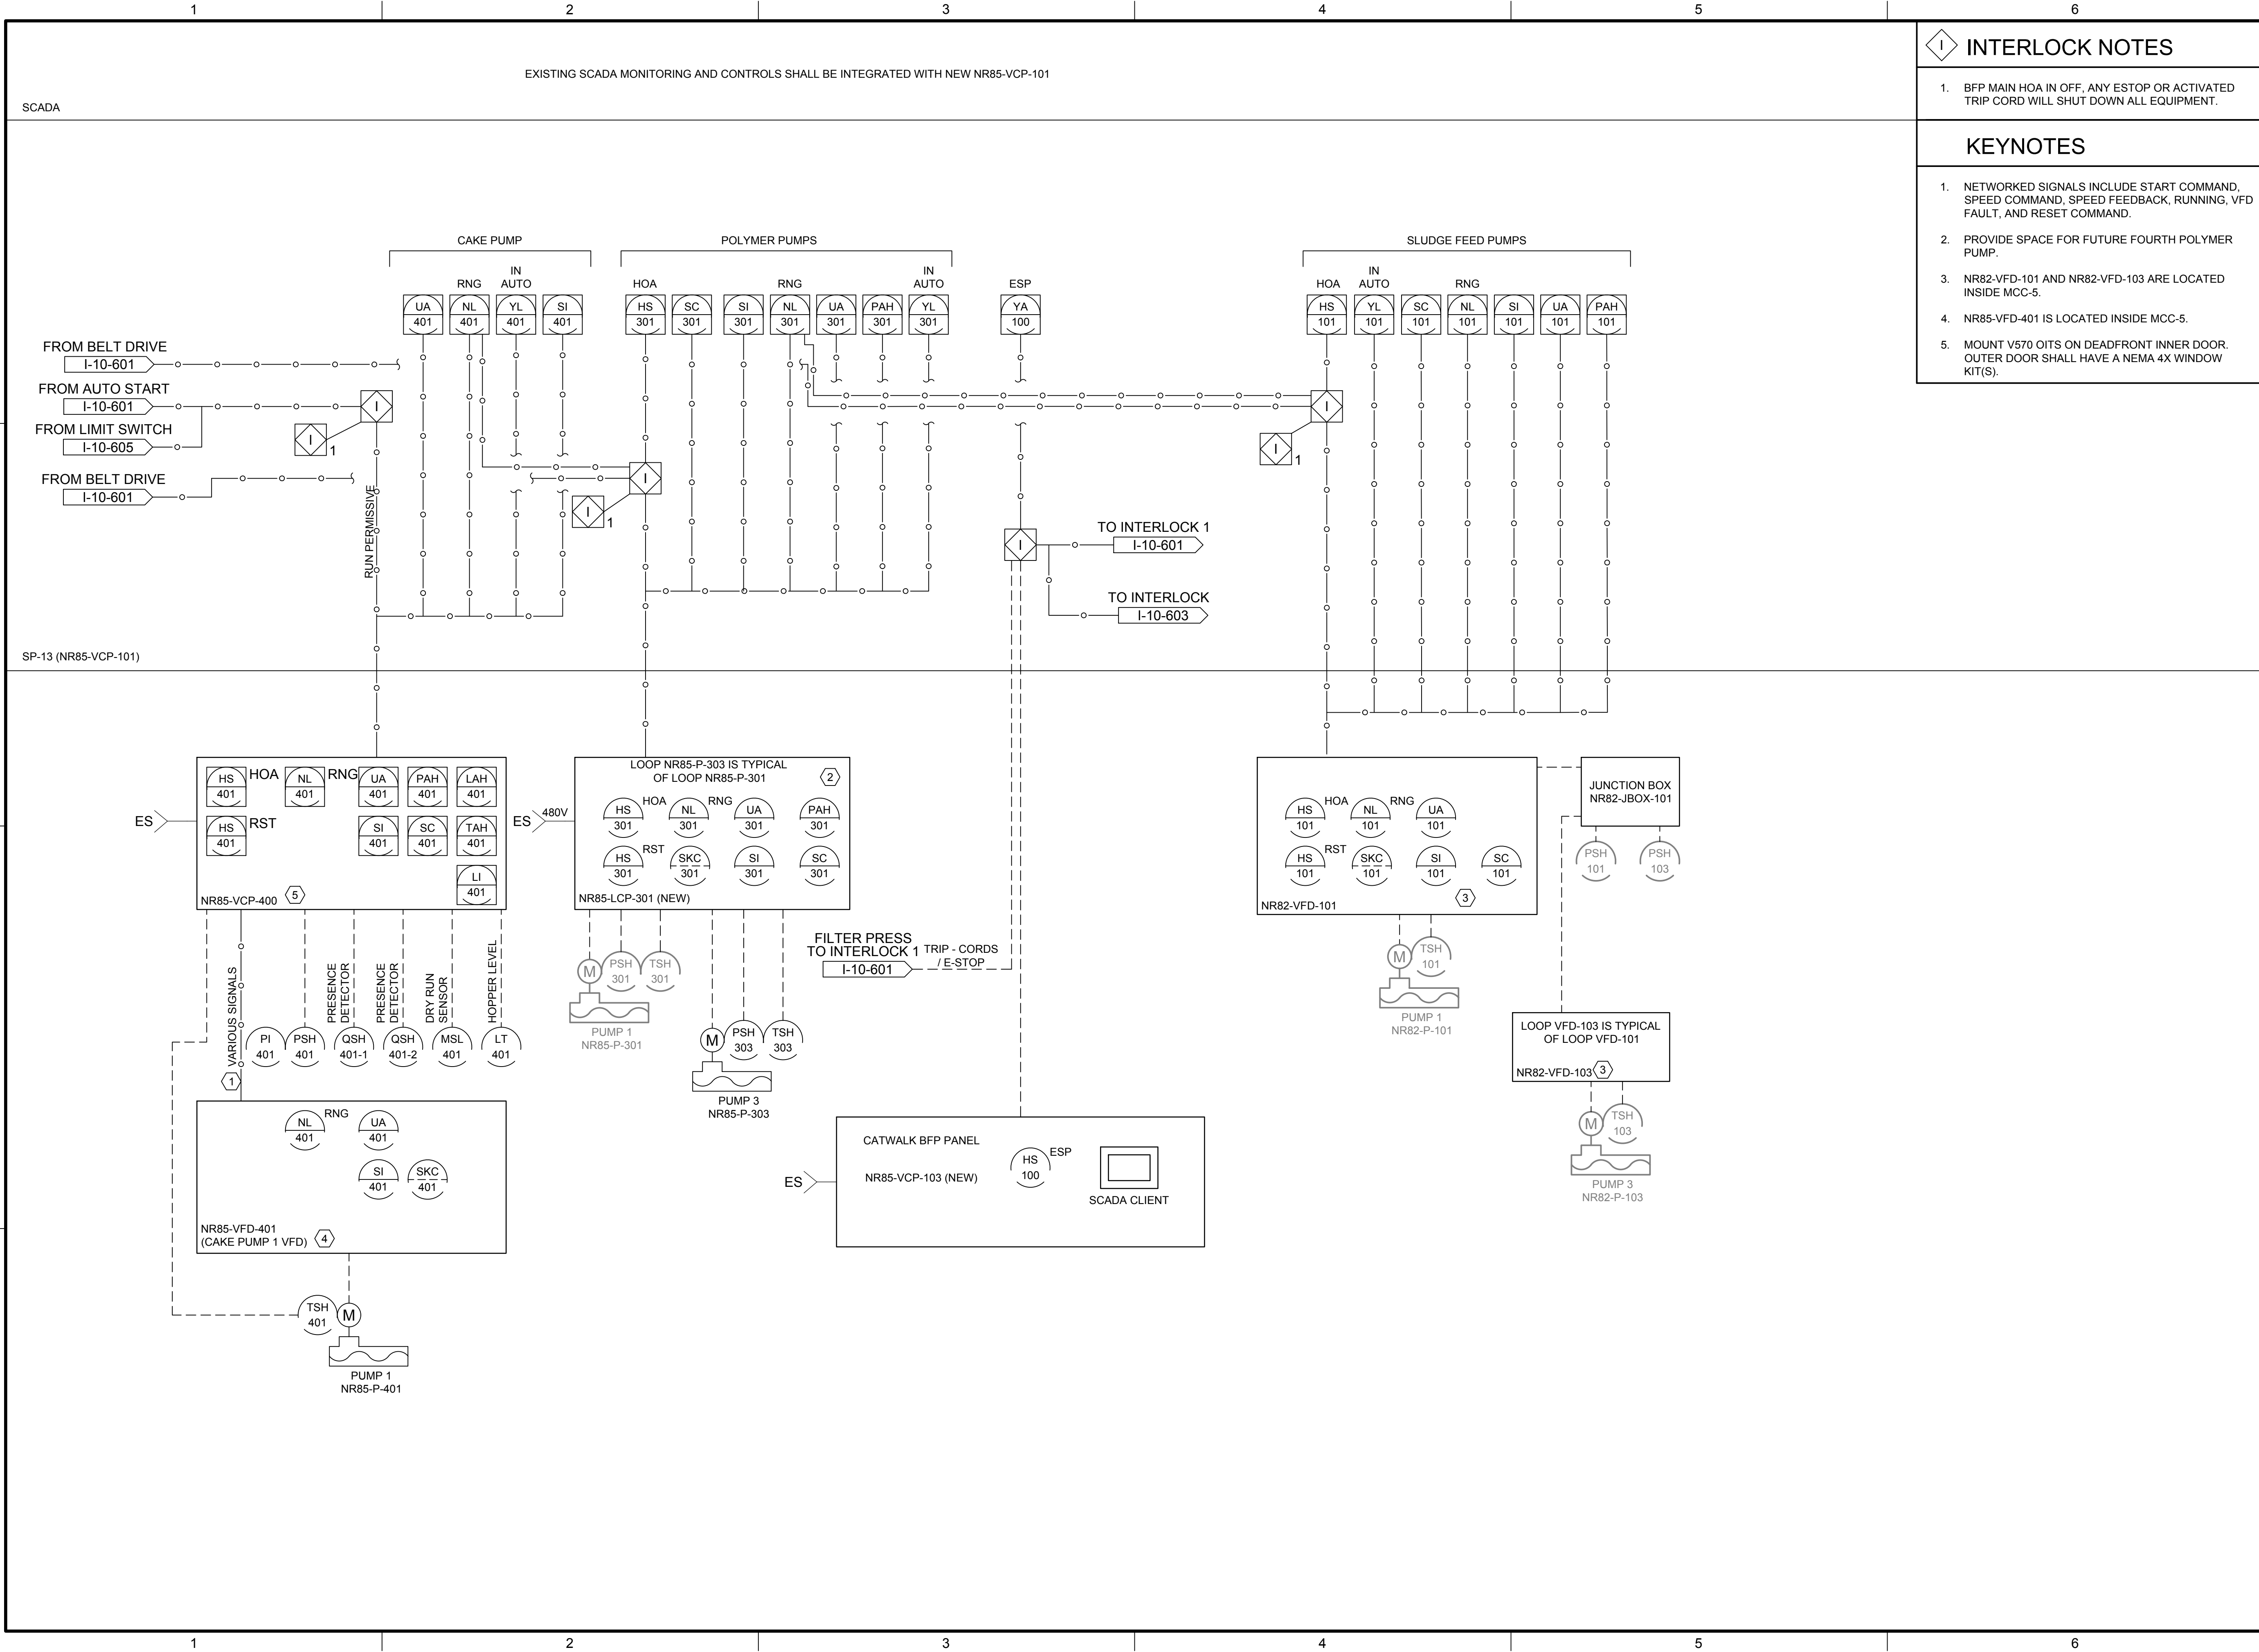 1 2 3 4 5 6
EXISTING SCADA MONITORING AND CONTROLS SHALL BE INTEGRATED WITH NEW NR85-VCP-101
SCADA
I INTERLOCK NOTES
1. BFP MAIN HOA IN OFF, ANY ESTOP OR ACTIVATED
TRIP CORD WILL SHUT DOWN ALL EQUIPMENT.
KEYNOTES
1. NETWORKED SIGNALS INCLUDE START COMMAND,
SPEED COMMAND, SPEED FEEDBACK, RUNNING, VFD
FAULT, AND RESET COMMAND.
2. PROVIDE SPACE FOR FUTURE FOURTH POLYMER
PUMP.
3. NR82-VFD-101 AND NR82-VFD-103 ARE LOCATED
INSIDE MCC-5.
4. NR85-VFD-401 IS LOCATED INSIDE MCC-5.
5. MOUNT V570 OITS ON DEADFRONT INNER DOOR.
OUTER DOOR SHALL HAVE A NEMA 4X WINDOW
KIT(S).
CAKE PUMP
RNG
IN
AUTO
UA
401
NL
401
YL
401
SI
401
POLYMER PUMPS
HOA
RNG
IN
AUTO
HS
301
SC
301
SI
301
NL
301
UA
301
PAH
301
YL
301
ESP
YA
100
SLUDGE FEED PUMPS
HOA
IN
AUTO
RNG
HS
101
YL
101
SC
101
NL
101
SI
101
UA
101
PAH
101
FROM BELT DRIVE
I-10-601
FROM AUTO START
I-10-601
FROM LIMIT SWITCH
I-10-605
FROM BELT DRIVE
I-10-601
I
I
1
RUN PERMISSIVE
I
I
1
I
I
I
1
TO INTERLOCK 1
I-10-601
TO INTERLOCK
I-10-603
SP-13 (NR85-VCP-101)
ES
HS
401
HOA
NL
401
RNG
UA
401
PAH
401
LAH
401
HS
401
RST
SI
401
SC
401
TAH
401
LI
401
NR85-VCP-400
5
VARIOUS SIGNALS
1
PRESENCE
DETECTOR
PRESENCE
DETECTOR
DRY RUN
SENSOR
HOPPER LEVEL
PI
401
PSH
401
QSH
401-1
QSH
401-2
MSL
401
LT
401
NL
401
RNG
UA
401
SI
401
SKC
401
NR85-VFD-401
(CAKE PUMP 1 VFD)
4
TSH
401
M
PUMP 1
NR85-P-401
ES
480V
LOOP NR85-P-303 IS TYPICAL
OF LOOP NR85-P-301
2
HS
301
HOA
NL
301
RNG
UA
301
PAH
301
HS
301
RST
SKC
301
SI
301
SC
301
NR85-LCP-301 (NEW)
M
PSH
301
TSH
301
PUMP 1
NR85-P-301
M
PSH
303
TSH
303
PUMP 3
NR85-P-303
FILTER PRESS
TO INTERLOCK 1
I-10-601
TRIP - CORDS
/ E-STOP
ES
CATWALK BFP PANEL
NR85-VCP-103 (NEW)
HS
100
ESP
SCADA CLIENT
HS
101
HOA
NL
101
RNG
UA
101
HS
101
RST
SKC
101
SI
101
SC
101
3
NR82-VFD-101
M
TSH
101
PUMP 1
NR82-P-101
JUNCTION BOX
NR82-JBOX-101
PSH
101
PSH
103
LOOP VFD-103 IS TYPICAL
OF LOOP VFD-101
NR82-VFD-103
3
M
TSH
103
PUMP 3
NR82-P-103
1 2 3 4 5 6